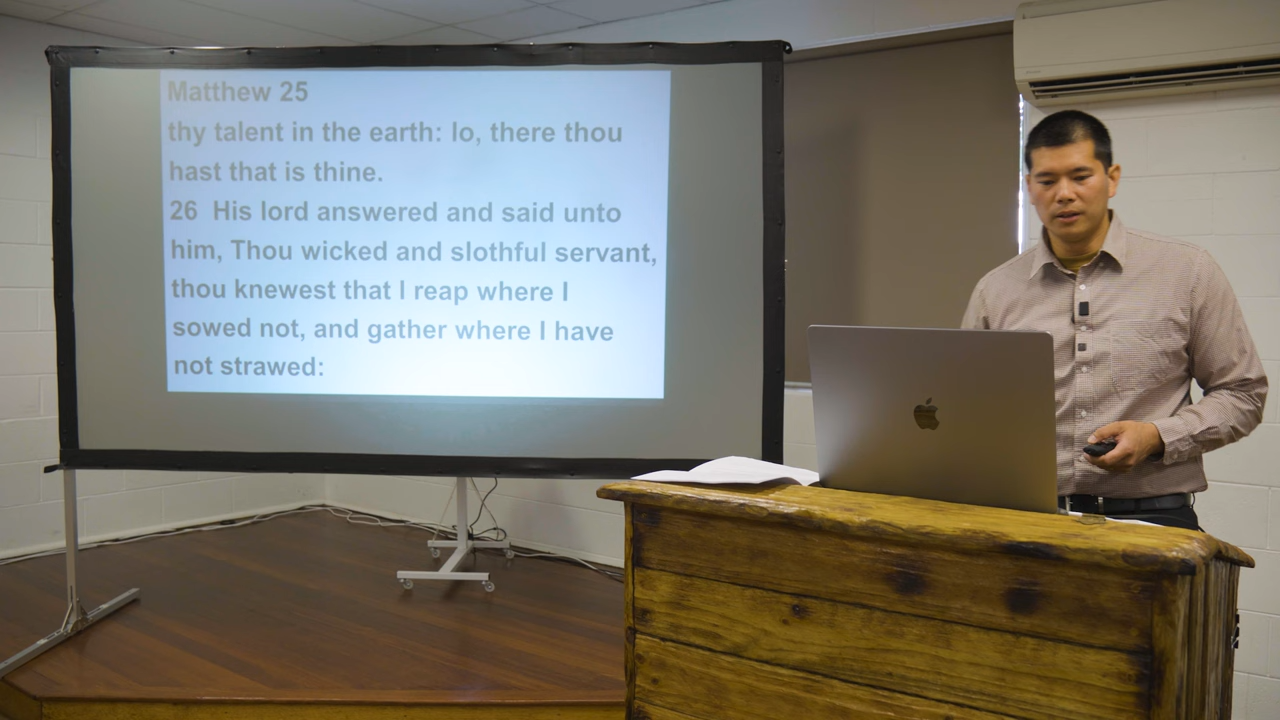 Matthew 25
thy talent in the earth: lo, there thou
hast that is thine.
26  His lord answered and said unto
him, Thou wicked and slothful servant,
thou knewest that I reap where I
sowed not, and gather where I have
not strawed: